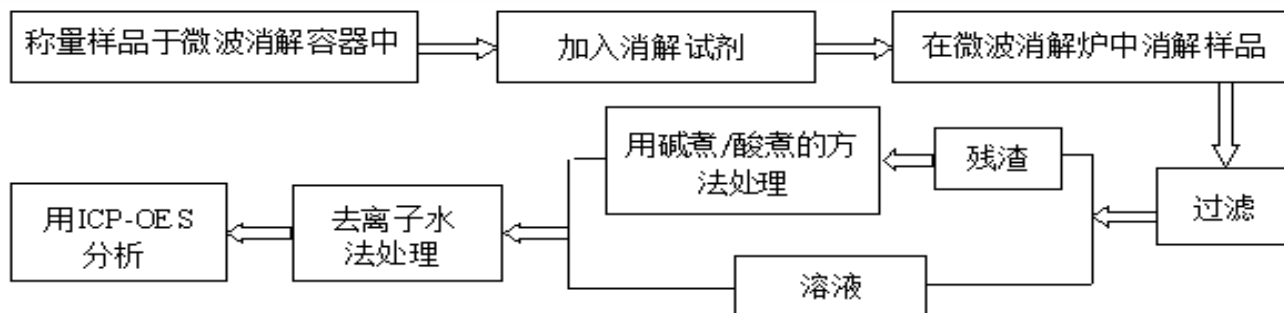 称量样品于微波消解容器中
加入消解试剂
在微波消解炉中消解样品
过滤
残渣
用碱煮/酸煮的方
法处理
溶液
去离子水
法处理
用ICP-OES
分析